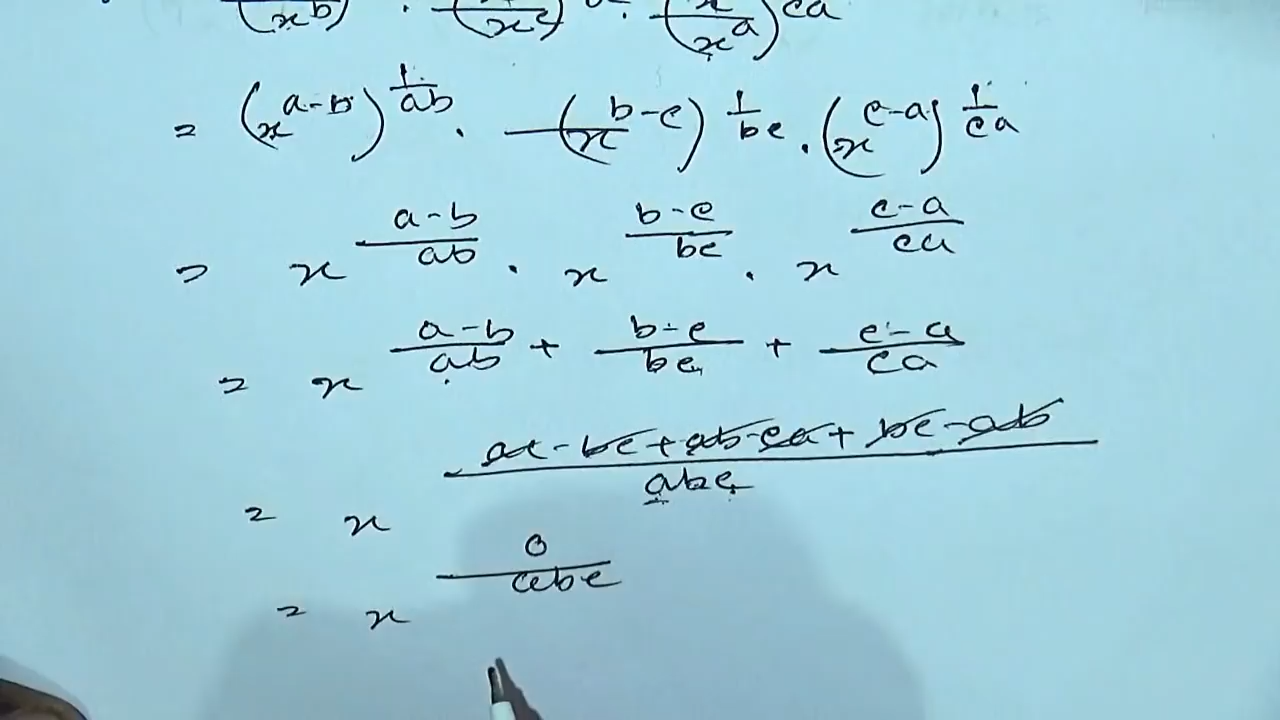 (x^b) . (x^c) . (x/x^a)^ca
= (x^a-b)^1/ab . (x^b-c)^1/bc . (x^c-a)^1/ca
= x^(a-b)/ab . x^(b-c)/bc . x^(c-a)/ca
= x^(a-b)/ab + (b-c)/bc + (c-a)/ca
= x^(ac-bc+ab-ca+bc-ab)/abc
= x^0/abc